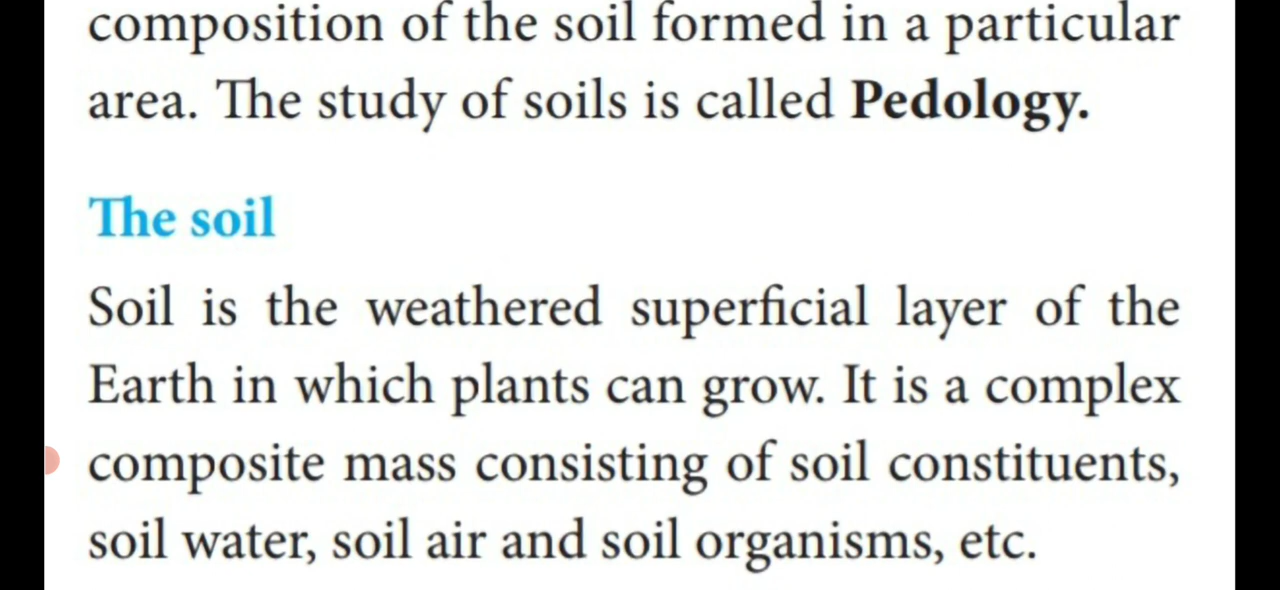 composition of the soil formed in a particular
area. The study of soils is called Pedology.
The soil
Soil is the weathered superficial layer of the
Earth in which plants can grow. It is a complex
composite mass consisting of soil constituents,
soil water, soil air and soil organisms, etc.